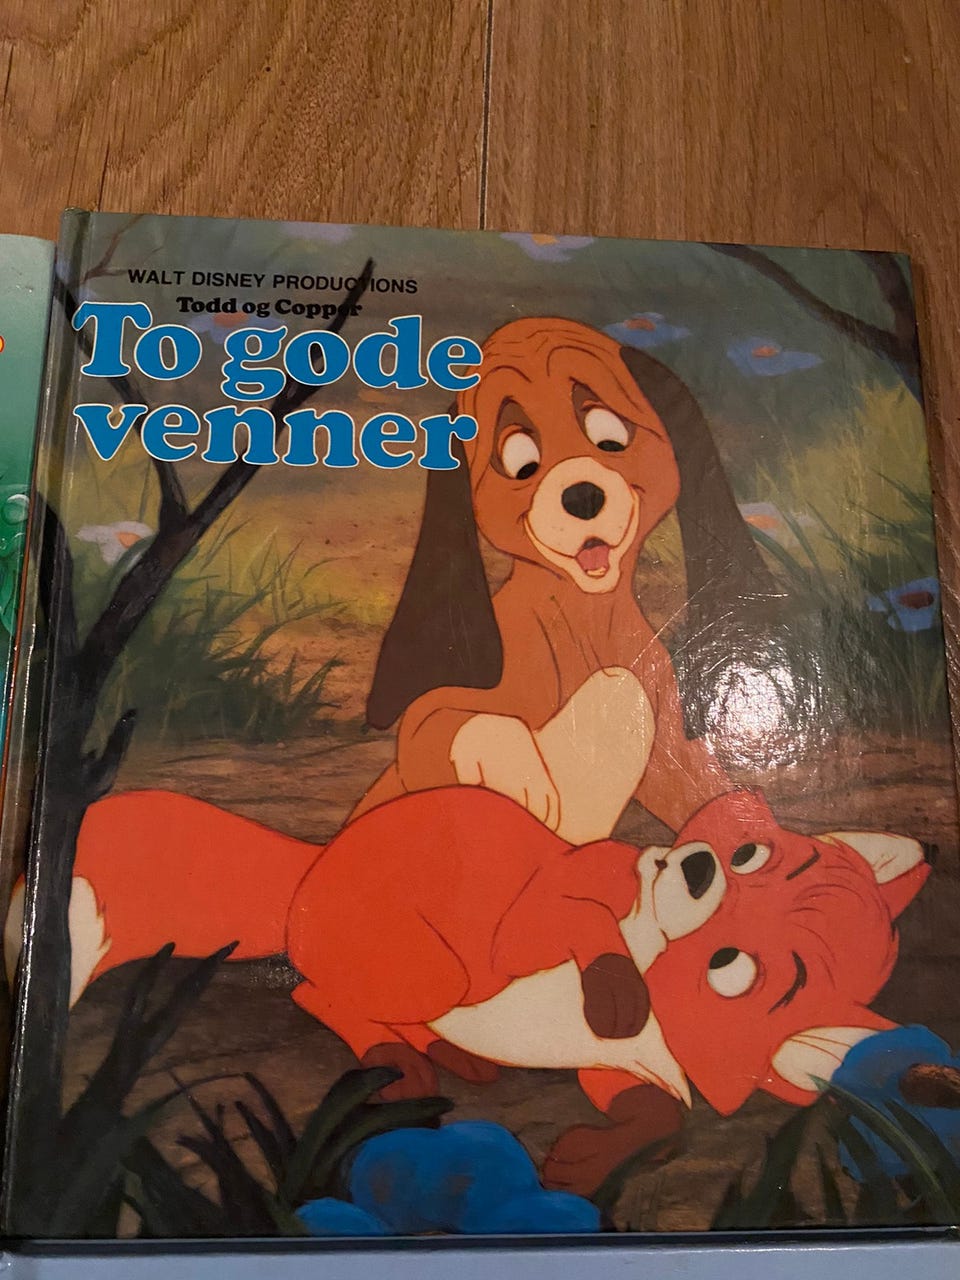 WALT DISNEY PRODUCTIONS
Todd og Copper
To gode
venner